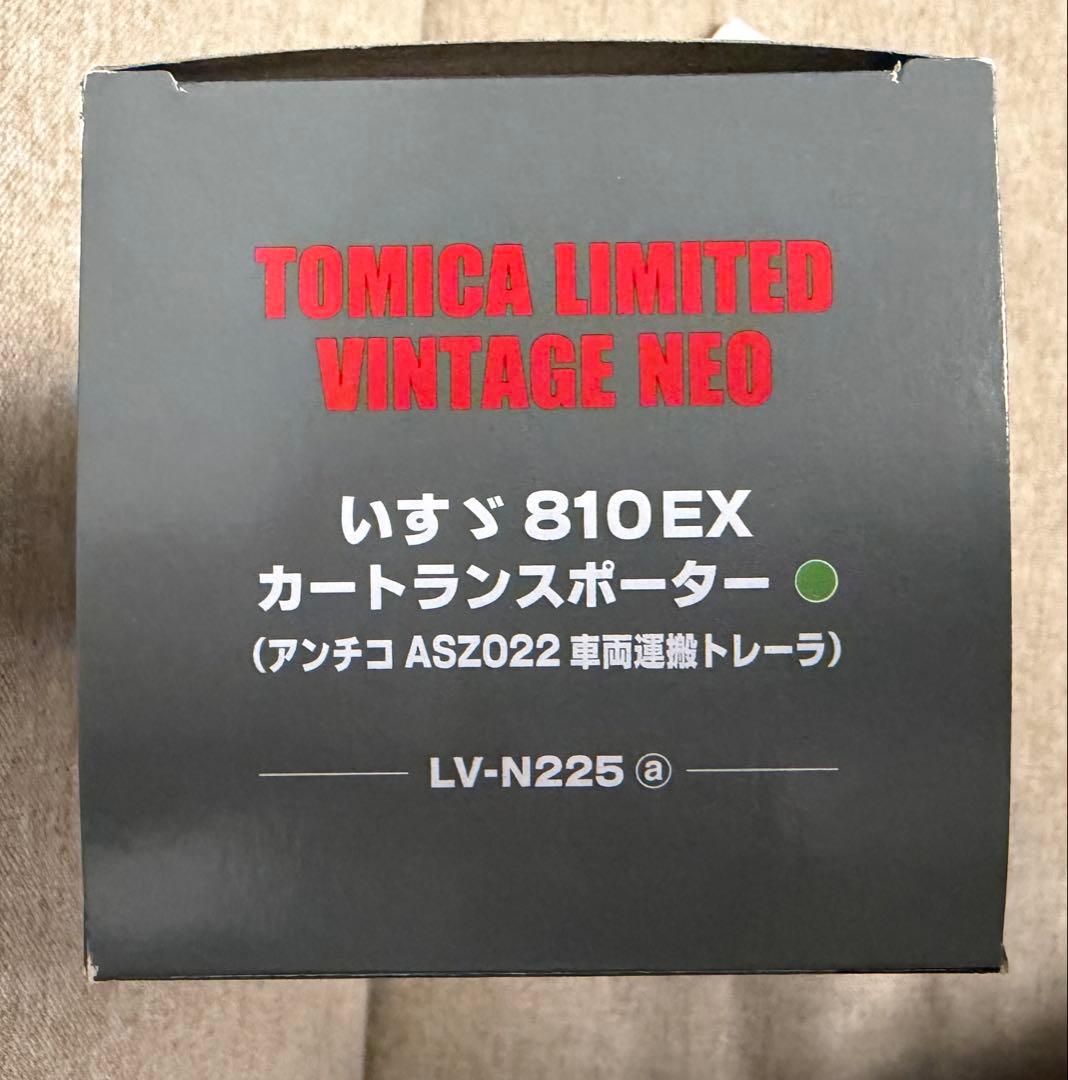 TOMICA LIMITED
VINTAGE NEO
いすゞ 810EX
カートランスポーター
（アンチコ ASZ022 車両運搬トレーラ）
LV-N225 ⓐ